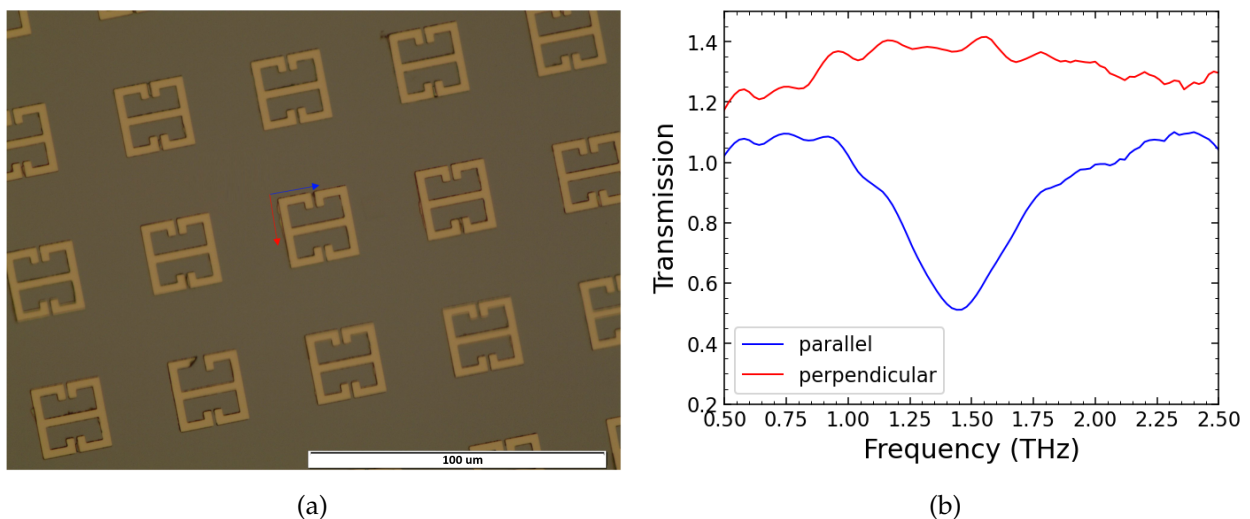 100 um
(a)
Transmission
1.4
1.2
1.0
0.8
0.6
0.4
0.2
0.50 0.75 1.00 1.25 1.50 1.75 2.00 2.25 2.50
Frequency (THz)
parallel
perpendicular
(b)